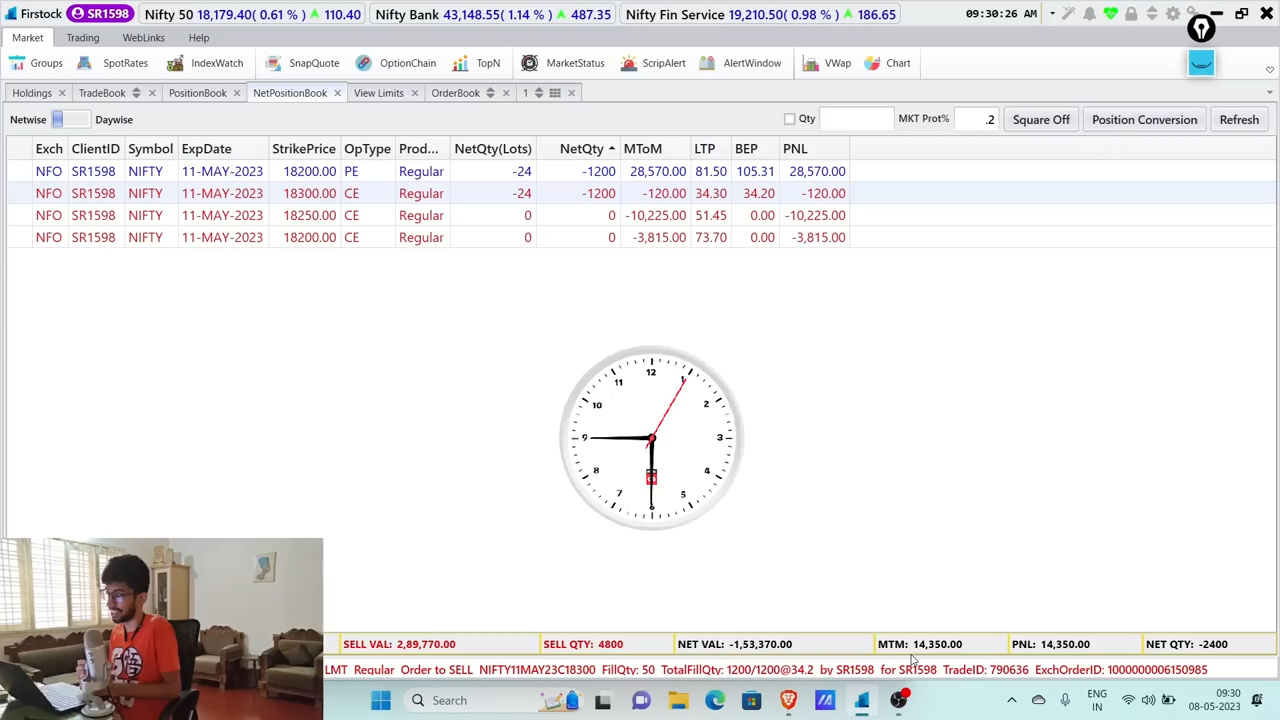 Firstock SR1598 Nifty 50 18,179.40 ( 0.61 % ) 110.40 Nifty Bank 43,148.55 ( 1.14 % ) 487.35 Nifty Fin Service 19,210.50 ( 0.98 % ) 186.65 09:30:26 AM
Market Trading WebLinks Help
Groups SpotRates IndexWatch SnapQuote OptionChain TopN MarketStatus ScripAlert AlertWindow VWap Chart
Holdings TradeBook PositionBook NetPositionBook View Limits OrderBook 1
Netwise Daywise Qty MKT Prot% .2 Square Off Position Conversion Refresh
Exch ClientID Symbol ExpDate StrikePrice OpType Prod... NetQty(Lots) NetQty MToM LTP BEP PNL
NFO SR1598 NIFTY 11-MAY-2023 18200.00 PE Regular -24 -1200 28,570.00 81.50 105.31 28,570.00
NFO SR1598 NIFTY 11-MAY-2023 18300.00 CE Regular -24 -1200 -120.00 34.30 34.20 -120.00
NFO SR1598 NIFTY 11-MAY-2023 18250.00 CE Regular 0 0 -10,225.00 51.45 0.00 -10,225.00
NFO SR1598 NIFTY 11-MAY-2023 18200.00 CE Regular 0 0 -3,815.00 73.70 0.00 -3,815.00
12
11 1
10 2
9 3
8 4
7 5
6
SELL VAL: 2,89,770.00 SELL QTY: 4800 NET VAL: -1,53,370.00 MTM: 14,350.00 PNL: 14,350.00 NET QTY: -2400
LMT Regular Order to SELL NIFTY11MAY23C18300 FillQty: 50 TotalFillQty: 1200/1200@34.2 by SR1598 for SR1598 TradeID: 790636 ExchOrderID: 1000000006150985
Search ENG 09:30
IN 08-05-2023